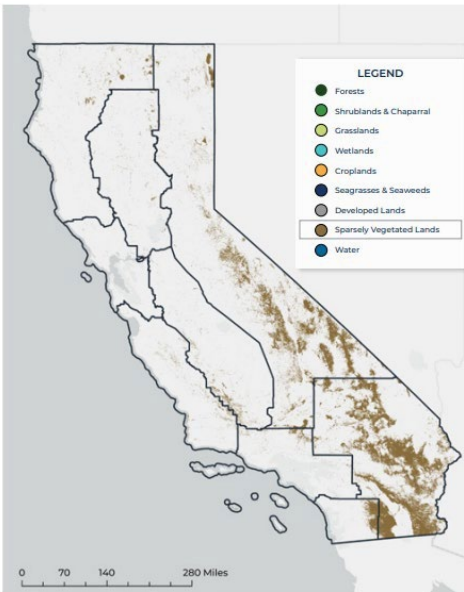 LEGEND
Forests
Shrublands & Chaparral
Grasslands
Wetlands
Croplands
Seagrasses & Seaweeds
Developed Lands
Sparsely Vegetated Lands
Water
0 70 140 280 Miles